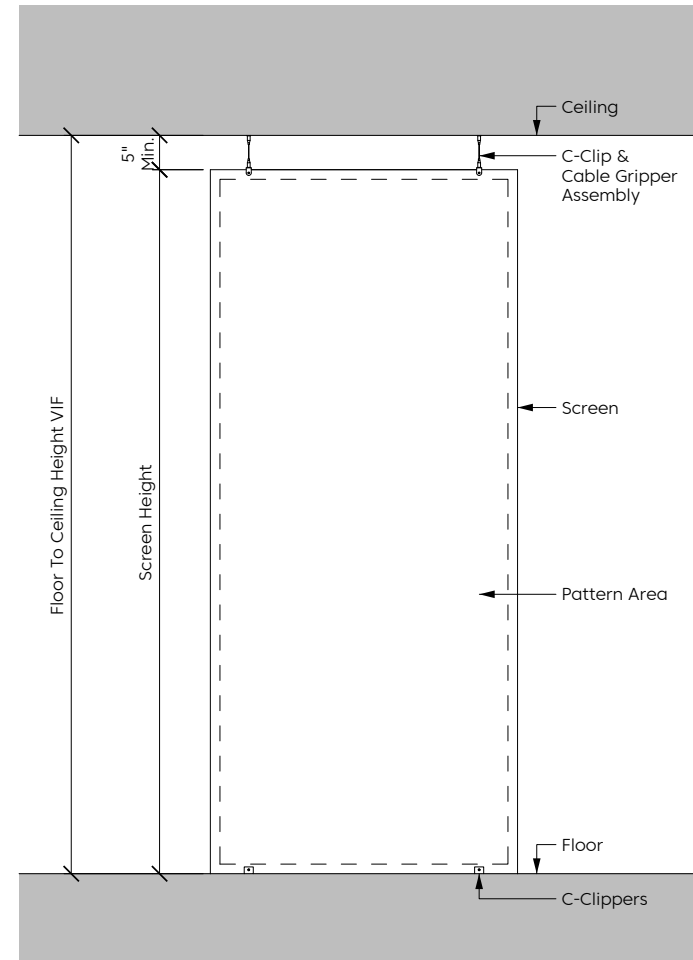 Ceiling
5"
Min.
C-Clip &
Cable Gripper
Assembly
Floor To Ceiling Height VIF
Screen Height
Screen
Pattern Area
Floor
C-Clippers